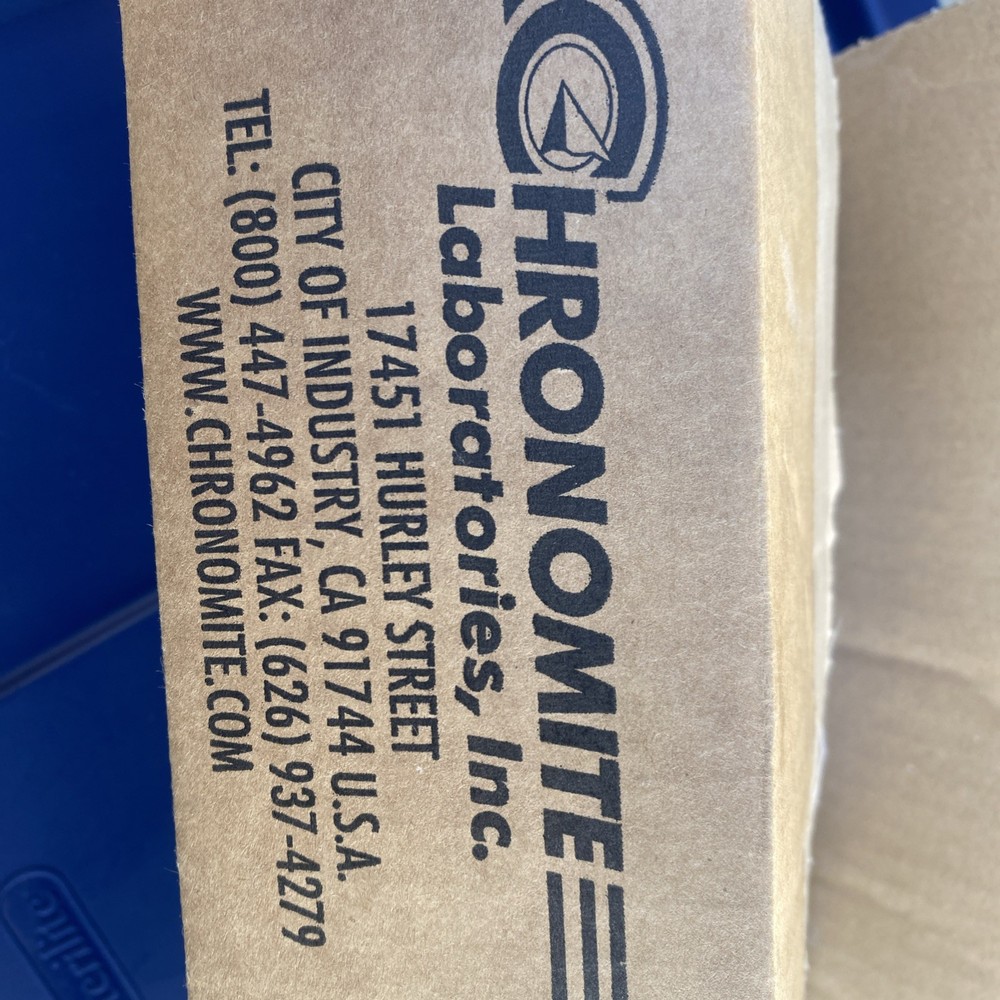 CHRONOMITE
Laboratories, Inc.
17451 HURLEY STREET
CITY OF INDUSTRY, CA 91744 U.S.A.
TEL: (800) 447-4962 FAX: (626) 937-4279
WWW.CHRONOMITE.COM